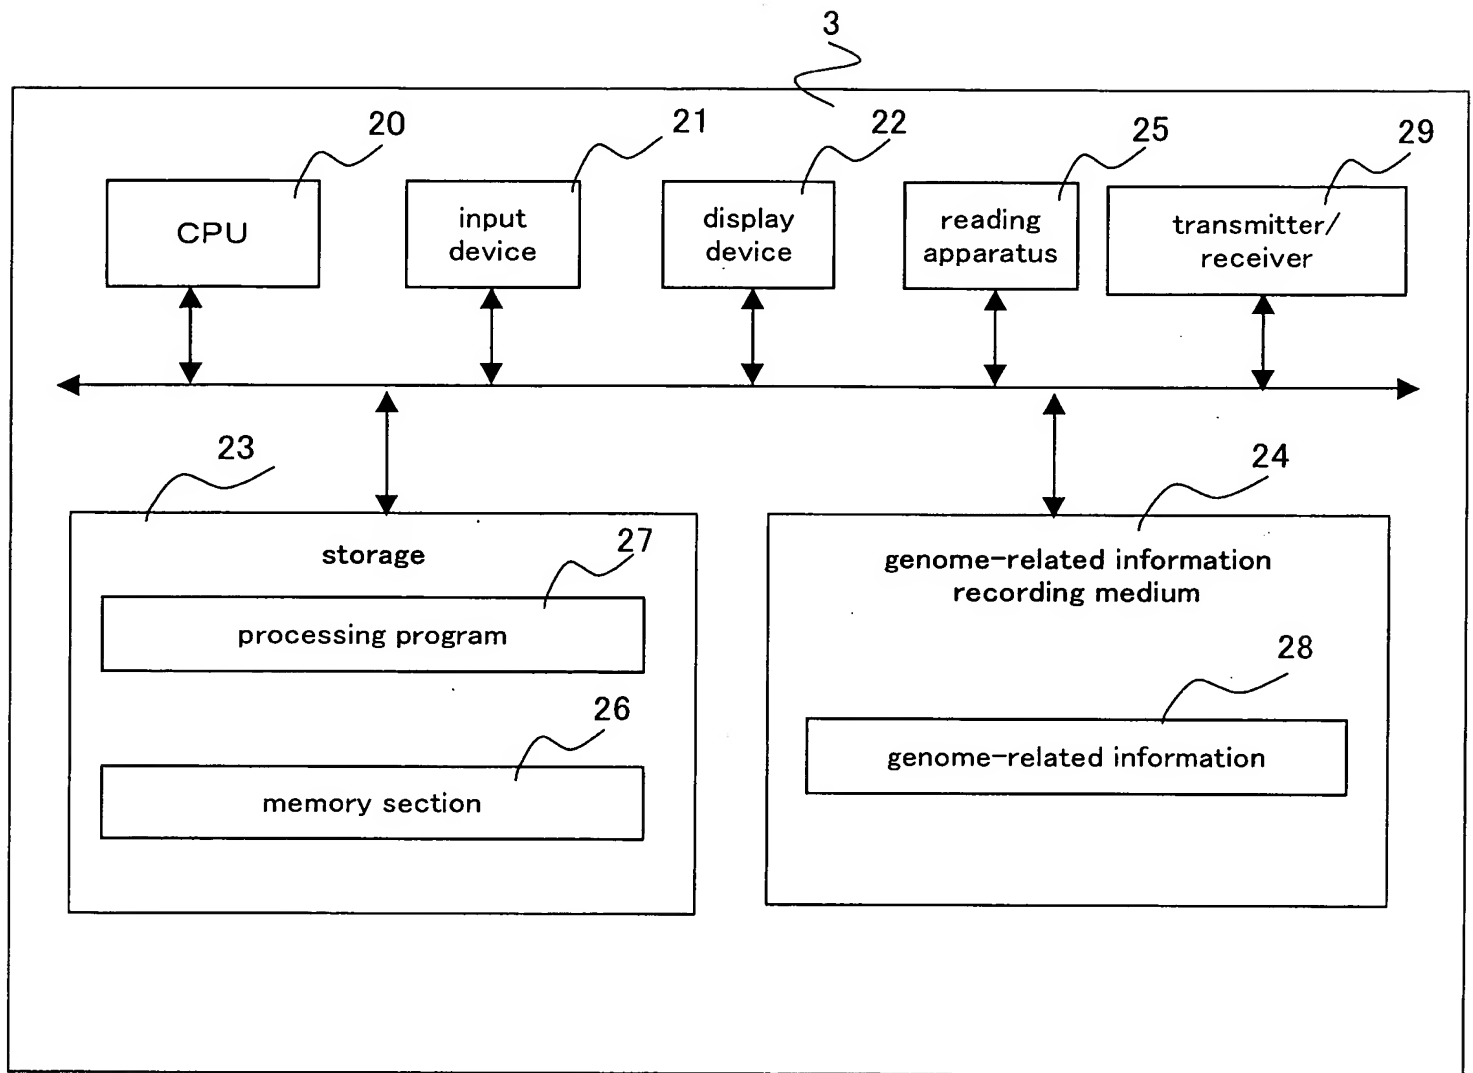 3
20
21
22
25
29
CPU
input
device
display
device
reading
apparatus
transmitter/
receiver
23
24
storage
27
genome-related information
recording medium
processing program
28
26
genome-related information
memory section